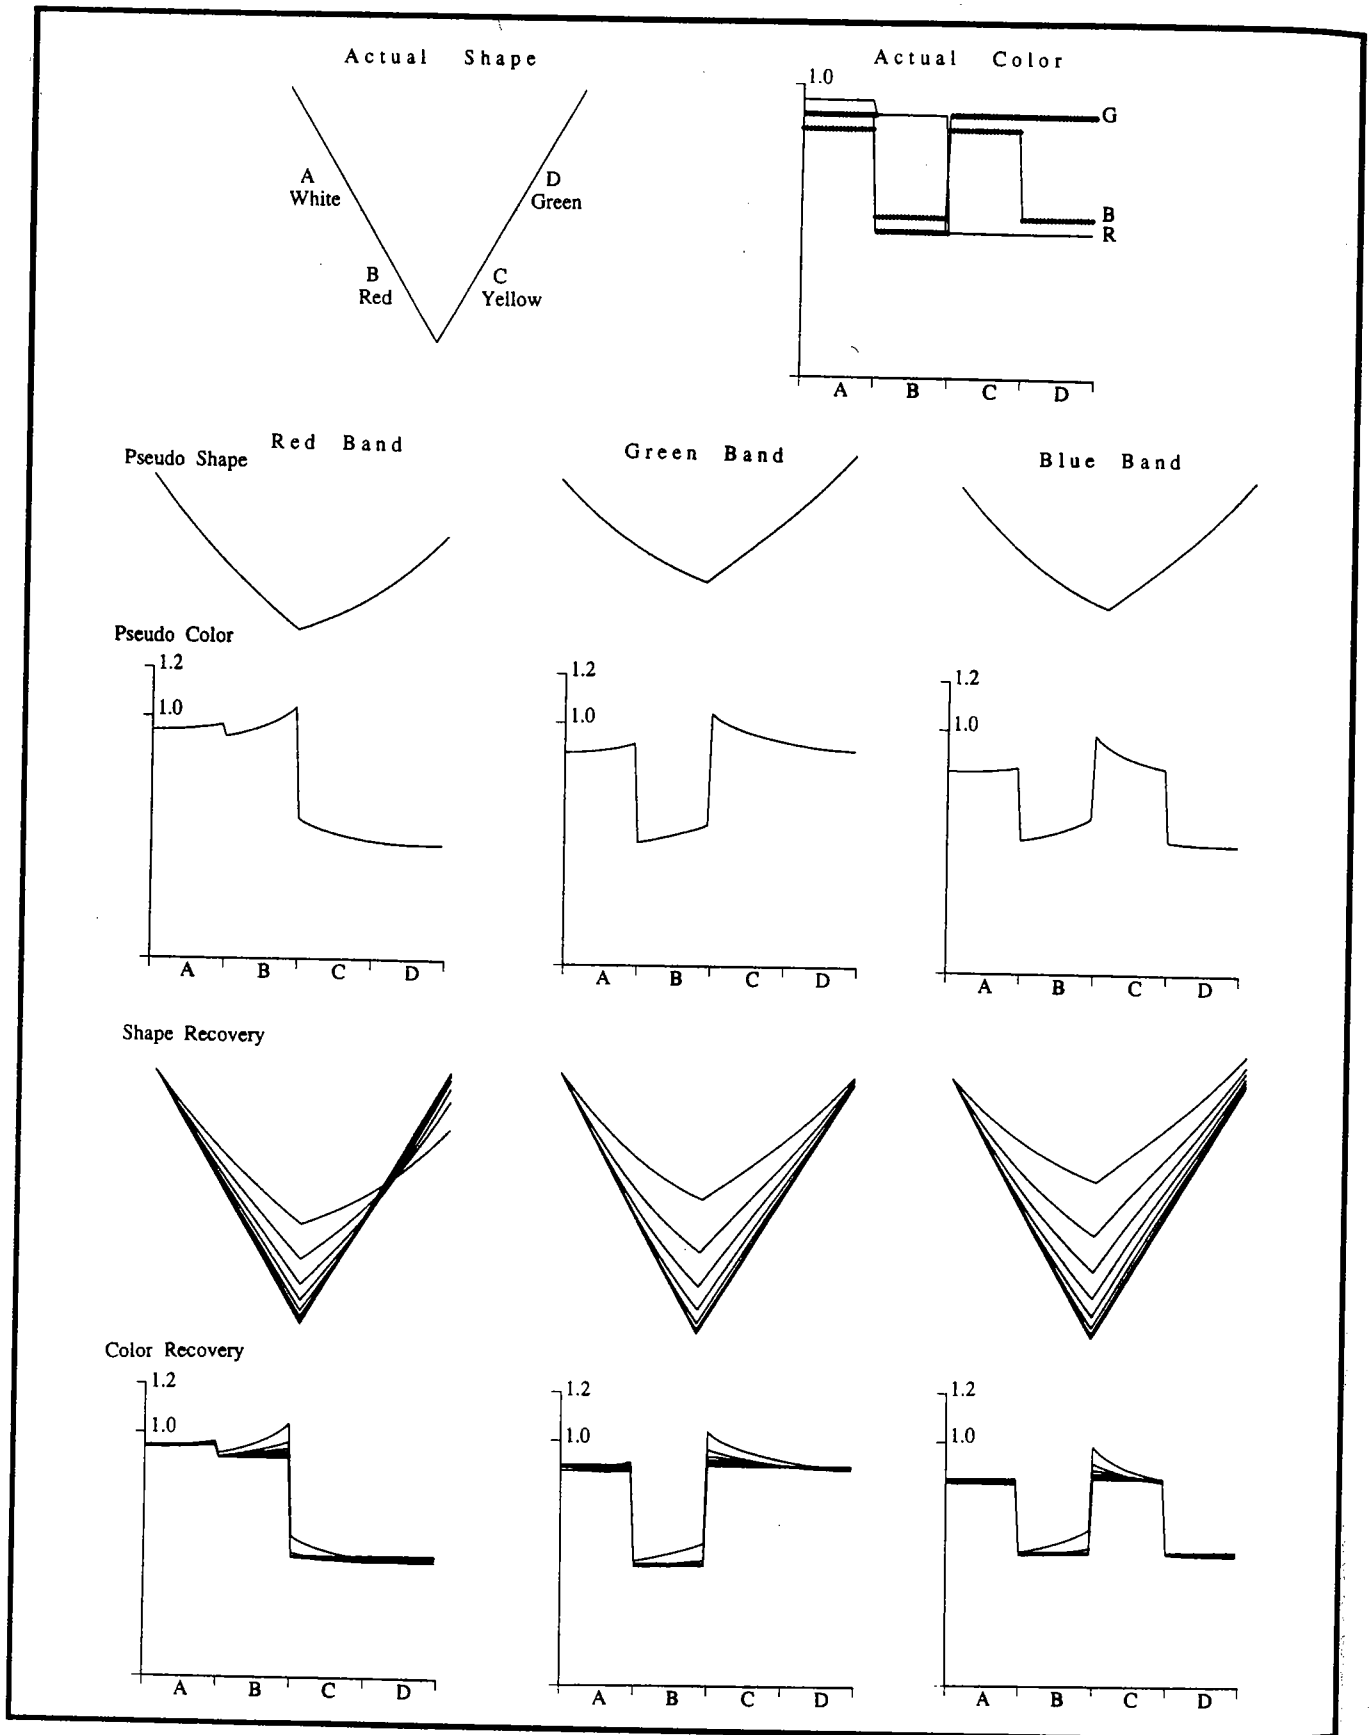 Actual Shape
Actual Color
A
White
D
Green
B
Red
C
Yellow
1.0
G
B
R
A B C D
Red Band
Green Band
Blue Band
Pseudo Shape
Pseudo Color
1.2
1.0
A B C D
1.2
1.0
A B C D
1.2
1.0
A B C D
Shape Recovery
Color Recovery
1.2
1.0
A B C D
1.2
1.0
A B C D
1.2
1.0
A B C D